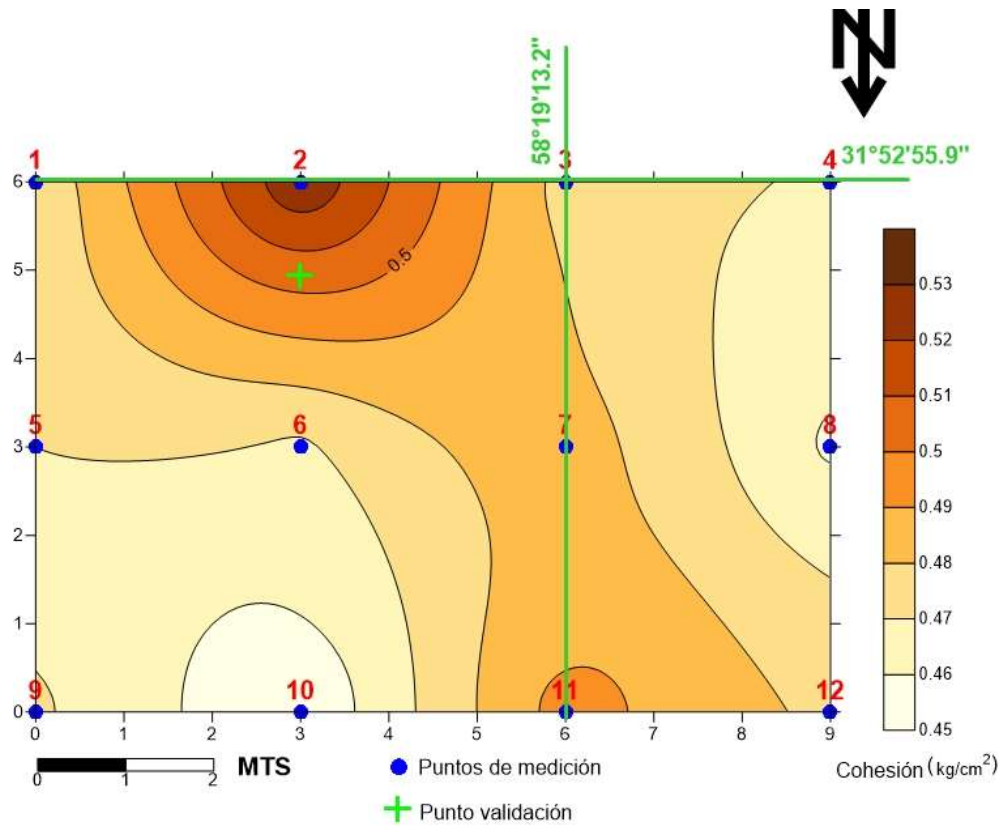 N
58°19'13.2"
31°52'55.9"
1 2 3 4
6
5
0.5
4
5 6 7 8
3
2
1
9 10 11 12
0
0 1 2 3 4 5 6 7 8 9
0.53
0.52
0.51
0.5
0.49
0.48
0.47
0.46
0.45
0 1 2 MTS
Puntos de medición
Punto validación
Cohesión (kg/cm²)